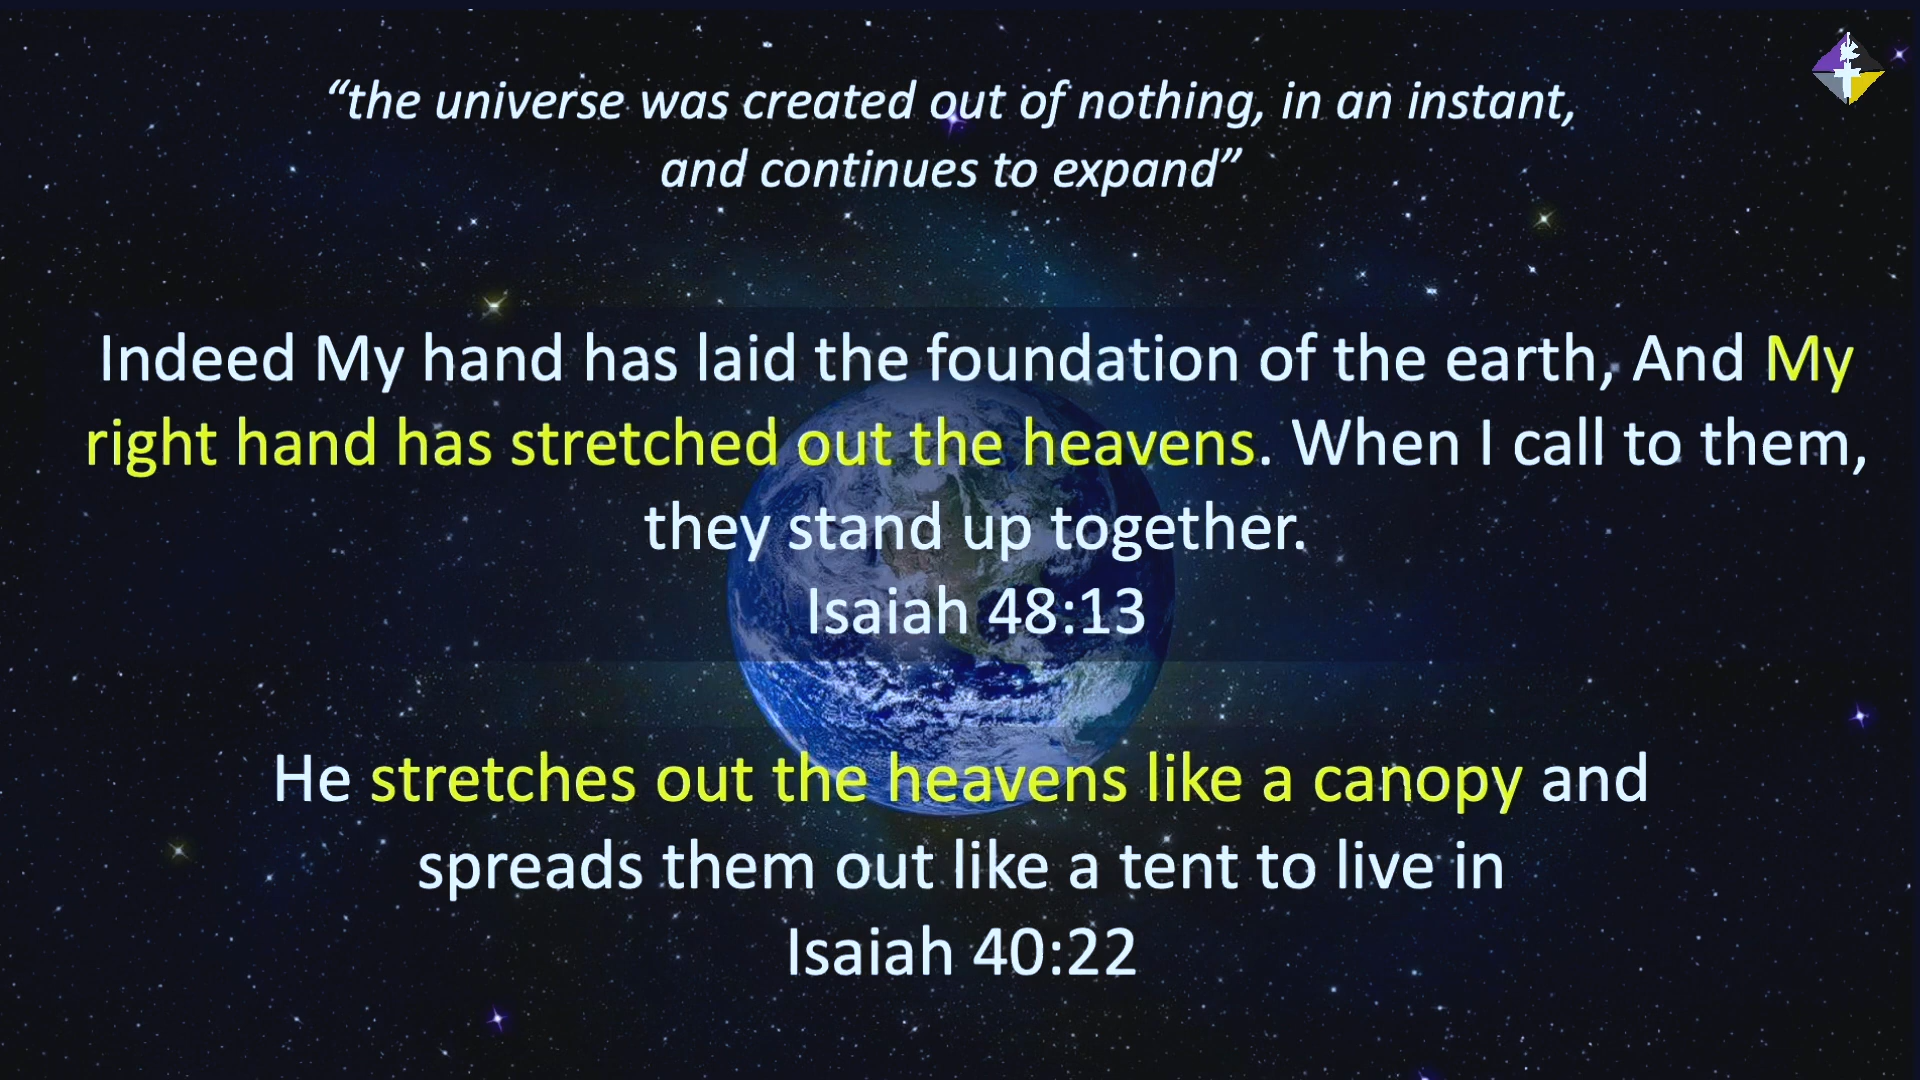 “the universe was created out of nothing, in an instant,
and continues to expand”
Indeed My hand has laid the foundation of the earth, And My
right hand has stretched out the heavens. When I call to them,
they stand up together.
Isaiah 48:13
He stretches out the heavens like a canopy and
spreads them out like a tent to live in
Isaiah 40:22